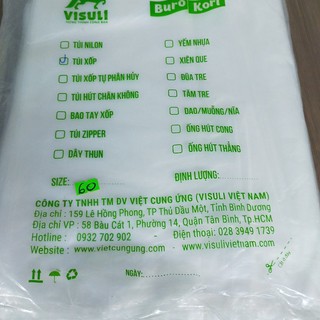 VISULI
Buro Kori
TÚI NILON
YẾM NHỰA
TÚI XỐP
XIÊN QUE
TÚI XỐP TỰ PHÂN HỦY
ĐŨA TRE
TÚI HÚT CHÂN KHÔNG
TĂM TRE
BAO TAY XỐP
DAO/MUỖNG/NĨA
TÚI ZIPPER
ỐNG HÚT CONG
DÂY THUN
ỐNG HÚT THẲNG
SIZE: 60
ĐỊNH LƯỢNG:
CÔNG TY TNHH TM DV VIỆT CUNG ỨNG (VISULI VIỆT NAM)
Địa chỉ : 159 Lê Hồng Phong, TP Thủ Dầu Một, Tỉnh Bình Dương
Địa chỉ VP : 58 Bàu Cát 1, Phường 14, Quận Tân Bình, Tp.HCM
Hotline : 0932 702 902 - Điện thoại: 028 3949 1739
Website : www.vietcungung.com - www.visulivietnam.com
NGÀY: